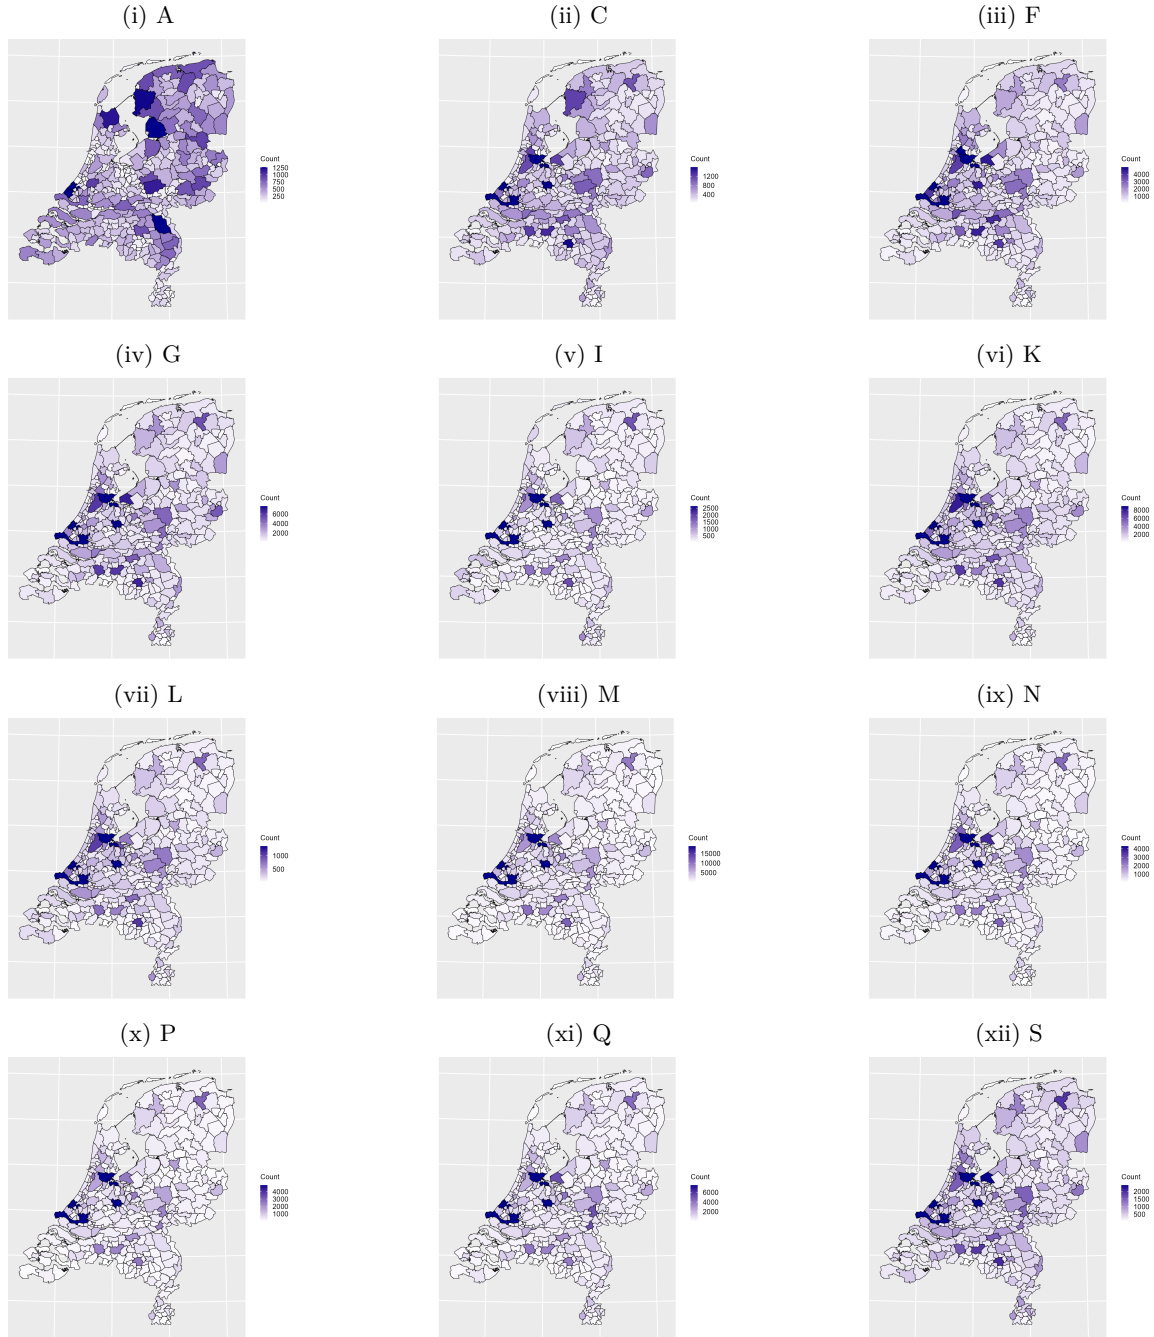 (i) A
(ii) C
(iii) F
Count
1250
1000
750
500
250
Count
1200
800
400
Count
4000
3000
2000
1000
(iv) G
(v) I
(vi) K
Count
6000
4000
2000
Count
2500
2000
1500
1000
500
Count
8000
6000
4000
2000
(vii) L
(viii) M
(ix) N
Count
1000
500
Count
15000
10000
5000
Count
4000
3000
2000
1000
(x) P
(xi) Q
(xii) S
Count
4000
3000
2000
1000
Count
6000
4000
2000
Count
2000
1500
1000
500